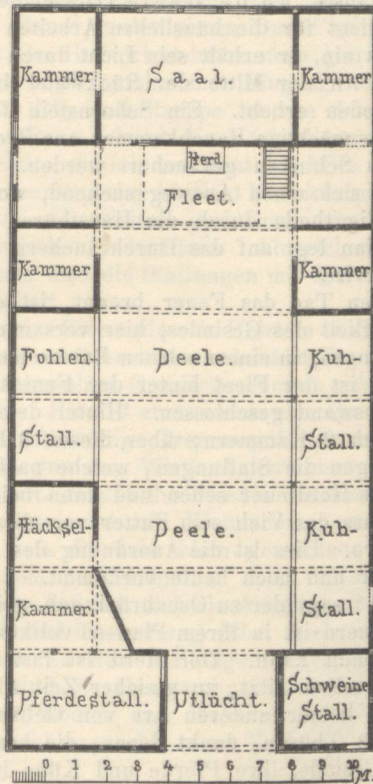 Kammer Saal. Kammer
Herd
Fleet.
Kammer Kammer
Fohlen- Deele. Kuh-
Stall. Stall.
Häcksel- Deele. Kuh-
Kammer Stall.
Pferdestall. Utlücht. Schweine
Stall.
0 1 2 3 4 5 6 7 8 9 10 M